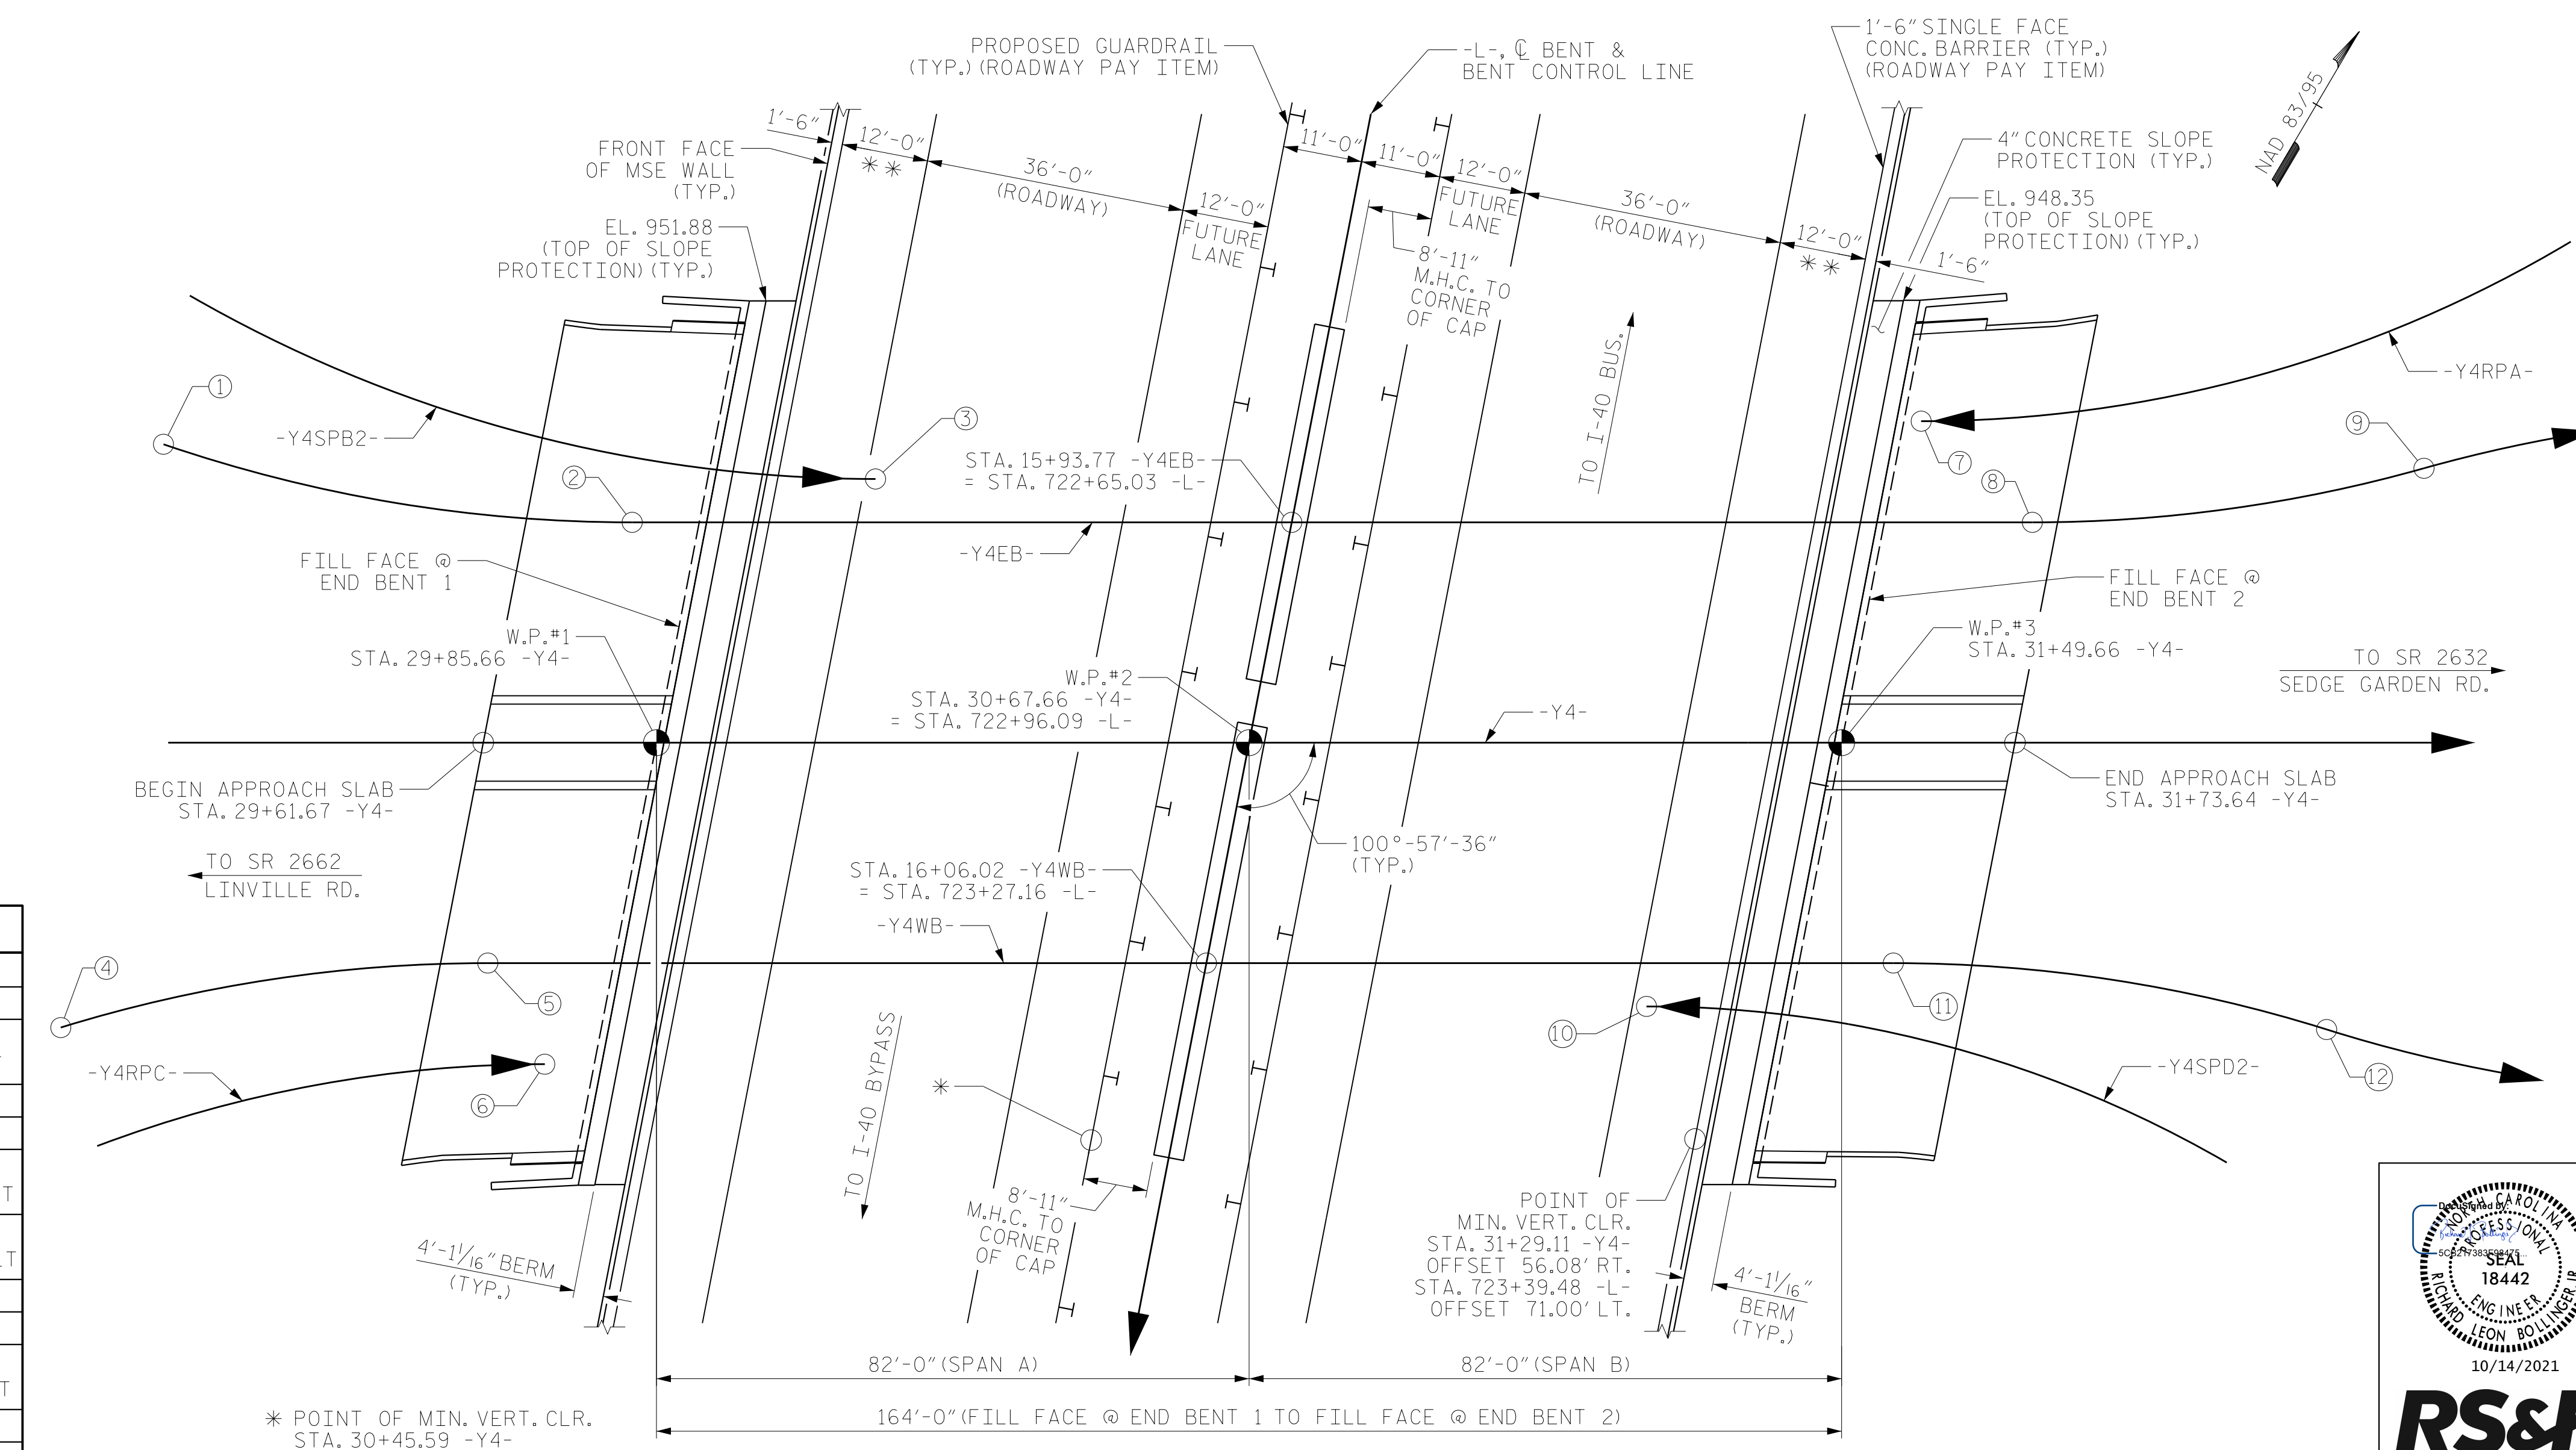 PROPOSED GUARDRAIL
(TYP.) (ROADWAY PAY ITEM)
-L-, ℄ BENT &
BENT CONTROL LINE
1'-6" SINGLE FACE
CONC. BARRIER (TYP.)
(ROADWAY PAY ITEM)
NAD 83/95
FRONT FACE
OF MSE WALL
(TYP.)
1'-6"
12'-0"
**
36'-0"
(ROADWAY)
12'-0"
FUTURE
LANE
11'-0"
11'-0"
12'-0"
FUTURE
LANE
36'-0"
(ROADWAY)
12'-0"
**
1'-6"
4" CONCRETE SLOPE
PROTECTION (TYP.)
EL. 948.35
(TOP OF SLOPE
PROTECTION) (TYP.)
EL. 951.88
(TOP OF SLOPE
PROTECTION) (TYP.)
8'-11"
M.H.C. TO
CORNER
OF CAP
TO I-40 BUS.
1
-Y4SPB2-
2
3
STA. 15+93.77 -Y4EB-
= STA. 722+65.03 -L-
-Y4EB-
-Y4RPA-
7
8
9
FILL FACE @
END BENT 1
FILL FACE @
END BENT 2
W.P.#1
STA. 29+85.66 -Y4-
W.P.#2
STA. 30+67.66 -Y4-
= STA. 722+96.09 -L-
-Y4-
W.P.#3
STA. 31+49.66 -Y4-
TO SR 2632
SEDGE GARDEN RD.
BEGIN APPROACH SLAB
STA. 29+61.67 -Y4-
END APPROACH SLAB
STA. 31+73.64 -Y4-
100°-57'-36"
(TYP.)
TO SR 2662
LINVILLE RD.
STA. 16+06.02 -Y4WB-
= STA. 723+27.16 -L-
-Y4WB-
4
5
-Y4RPC-
6
TO I-40 BYPASS
*
10
11
-Y4SPD2-
12
8'-11"
M.H.C. TO
CORNER
OF CAP
POINT OF
MIN. VERT. CLR.
STA. 31+29.11 -Y4-
OFFSET 56.08' RT.
STA. 723+39.48 -L-
OFFSET 71.00' LT.
4'-1 1/16" BERM
(TYP.)
4'-1 1/16"
BERM
(TYP.)
82'-0" (SPAN A)
82'-0" (SPAN B)
164'-0" (FILL FACE @ END BENT 1 TO FILL FACE @ END BENT 2)
* POINT OF MIN. VERT. CLR.
STA. 30+45.59 -Y4-
DocuSigned by:
NORTH CAROLINA
PROFESSIONAL
SEAL
18442
ENGINEER
RICHARD LEON BOLLINGER, JR.
10/14/2021
RS&